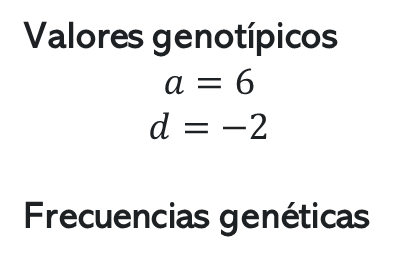 Valores genotípicos
a = 6
d = −2
Frecuencias genéticas